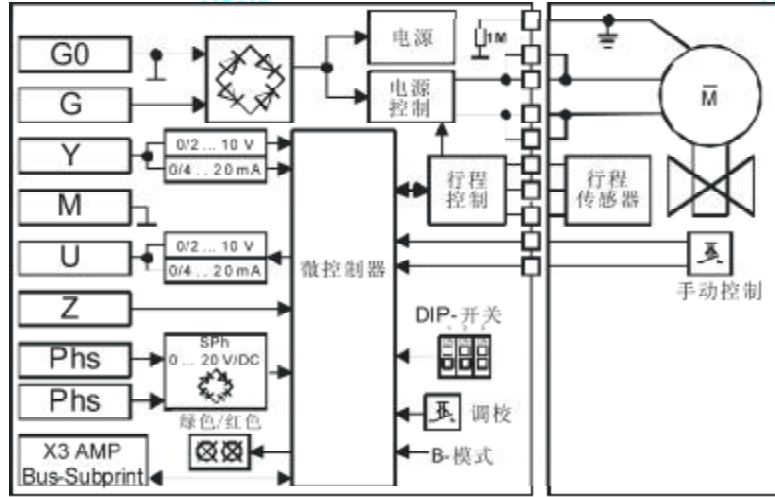 G0
G
Y
M
U
Z
Phs
Phs
X3 AMP
Bus-Subprint
0/2 ... 10 V
0/4 .. 20 mA
0/2 ... 10 V
0/4 .. 20 mA
SPh
0 ... 20 V/DC
绿色/红色
微控制器
电源
电源
控制
1M
行程
控制
DIP-开关
调校
B-模式
M
行程
传感器
手动控制